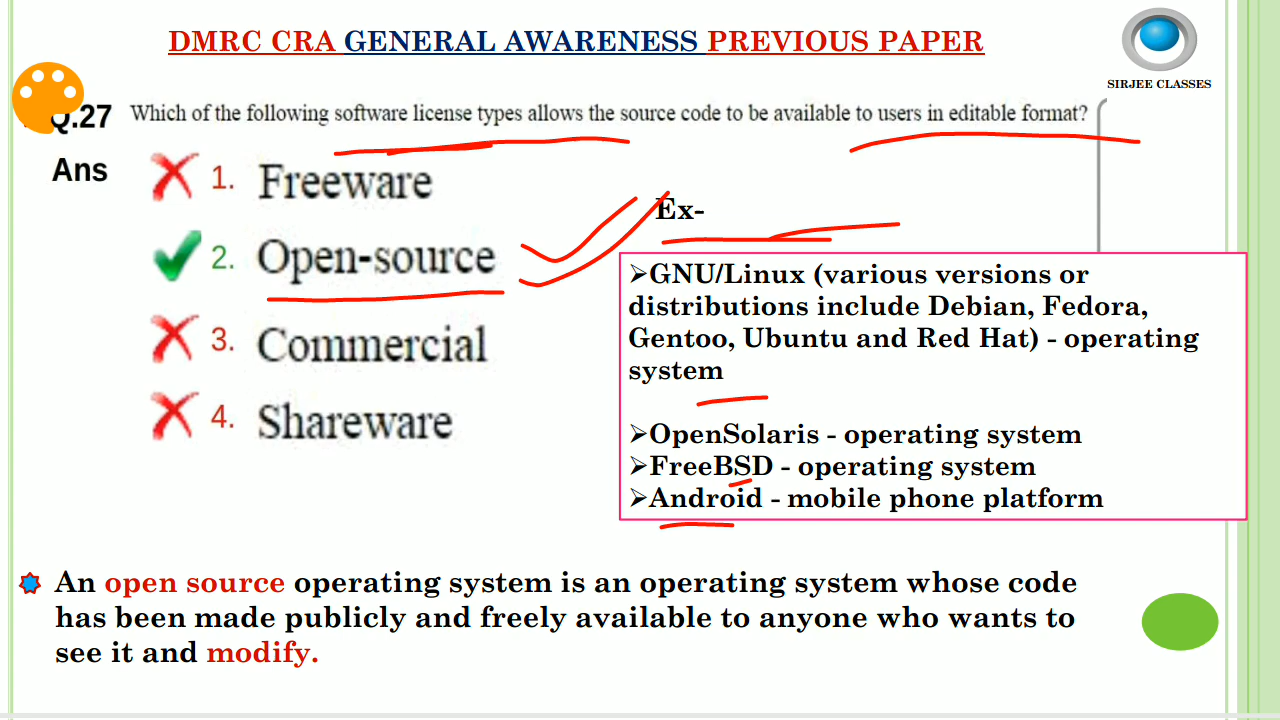 DMRC CRA GENERAL AWARENESS PREVIOUS PAPER
SIRJEE CLASSES
Q.27 Which of the following software license types allows the source code to be available to users in editable format?
Ans
1. Freeware
2. Open-source
3. Commercial
4. Shareware
Ex-
➢GNU/Linux (various versions or
distributions include Debian, Fedora,
Gentoo, Ubuntu and Red Hat) - operating
system
➢OpenSolaris - operating system
➢FreeBSD - operating system
➢Android - mobile phone platform
An open source operating system is an operating system whose code
has been made publicly and freely available to anyone who wants to
see it and modify.